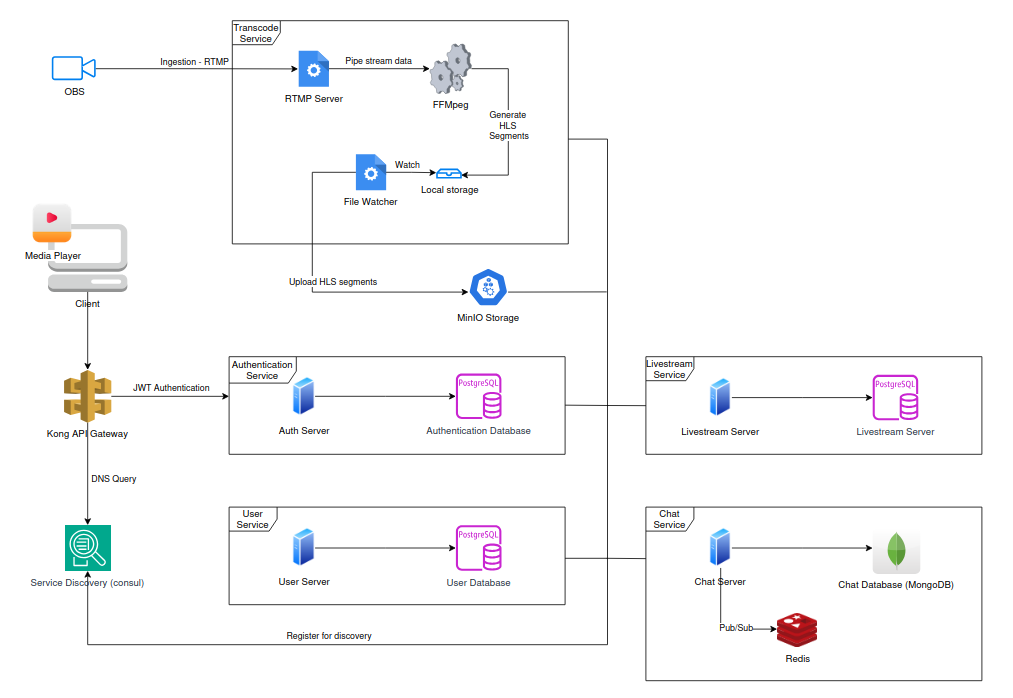 Transcode
Service
Ingestion - RTMP
Pipe stream data
OBS
RTMP Server
FFMpeg
Generate
HLS
Segments
Watch
File Watcher
Local storage
Media Player
Client
Upload HLS segments
MinIO Storage
Authentication
Service
PostgreSQL
JWT Authentication
Auth Server
Authentication Database
Kong API Gateway
Livestream
Service
PostgreSQL
Livestream Server
Livestream Server
DNS Query
User
Service
PostgreSQL
User Server
User Database
Service Discovery (consul)
Chat
Service
Chat Server
Chat Database (MongoDB)
Pub/Sub
Redis
Register for discovery